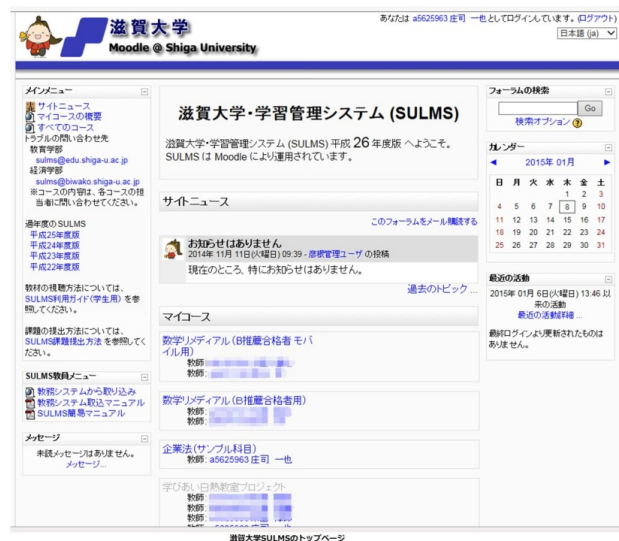 滋賀大学
Moodle @ Shiga University
あなたは a5625963 庄司 一也 としてログインしています。(ログアウト)
日本語 (ja)
メインメニュー
サイトニュース
マイコースの概要
すべてのコース
トラブルの問い合わせ先
教育学部
sulms@edu.shiga-u.ac.jp
経済学部
sulms@biwako.shiga-u.ac.jp
※コースの内容は、各コースの担
当者に問い合わせてください。
過年度の SULMS
平成25年度版
平成24年度版
平成23年度版
平成22年度版
教材の視聴方法については、
SULMS利用ガイド(学生用) を参
照してください。
課題の提出方法については、
SULMS課題提出方法 を参照してく
ださい。
SULMS教員メニュー
教務システムから取り込み
教務システム取込マニュアル
SULMS簡易マニュアル
メッセージ
未読メッセージはありません。
メッセージ...
滋賀大学・学習管理システム (SULMS)
滋賀大学・学習管理システム (SULMS) 平成 26 年度版 へようこそ。
SULMS は Moodle により運用されています。
サイトニュース
このフォーラムをメール購読する
お知らせはありません
2014年 11月 11日(火曜日) 09:39 - 彦根管理ユーザ の投稿
現在のところ、特にお知らせはありません。
過去のトピック ...
マイコース
数学リメディアル(B推薦合格者 モバ
イル用)
教師:
教師:
数学リメディアル(B推薦合格者用)
教師:
教師:
企業法(サンプル科目)
教師: a5625963 庄司 一也
学びあい白熱教室プロジェクト
教師:
教師:
教師:
フォーラムの検索
Go
検索オプション
カレンダー
2015年 01月
日 月 火 水 木 金 土
1 2 3
4 5 6 7 8 9 10
11 12 13 14 15 16 17
18 19 20 21 22 23 24
25 26 27 28 29 30 31
最近の活動
2015年 01月 6日(火曜日) 13:46 以
来の活動
最近の活動詳細 ...
最終ログインより更新されたものは
ありません。
滋賀大学SULMSのトップページ